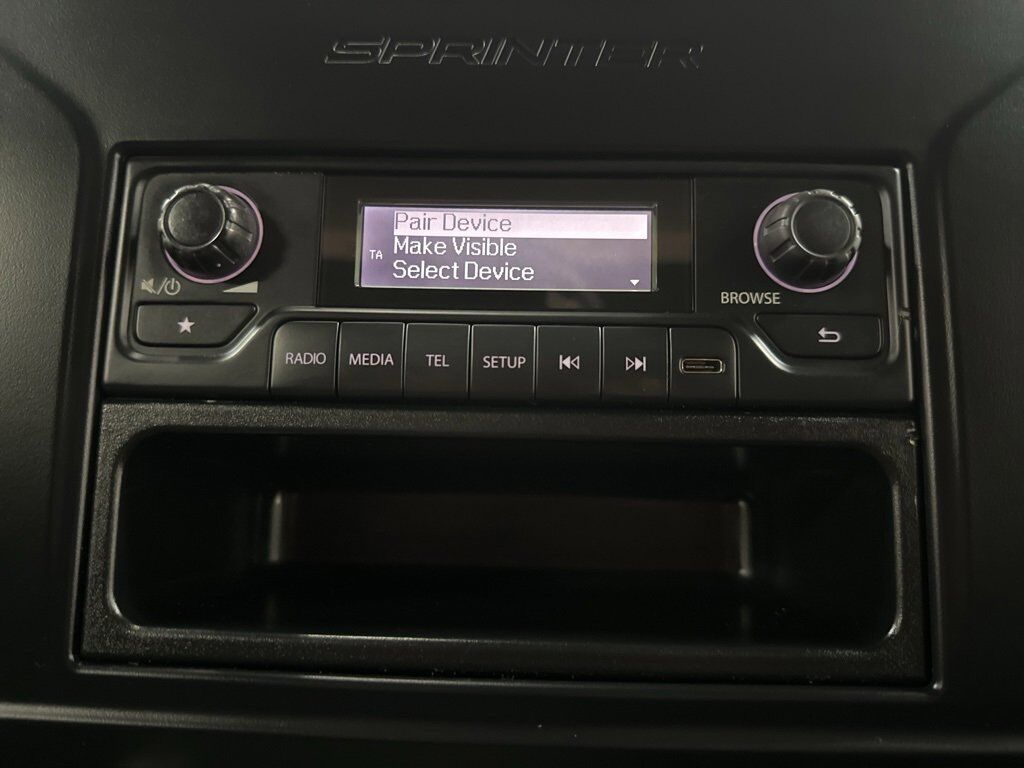 SPRINTER
Pair Device
TA
Make Visible
Select Device
BROWSE
RADIO
MEDIA
TEL
SETUP